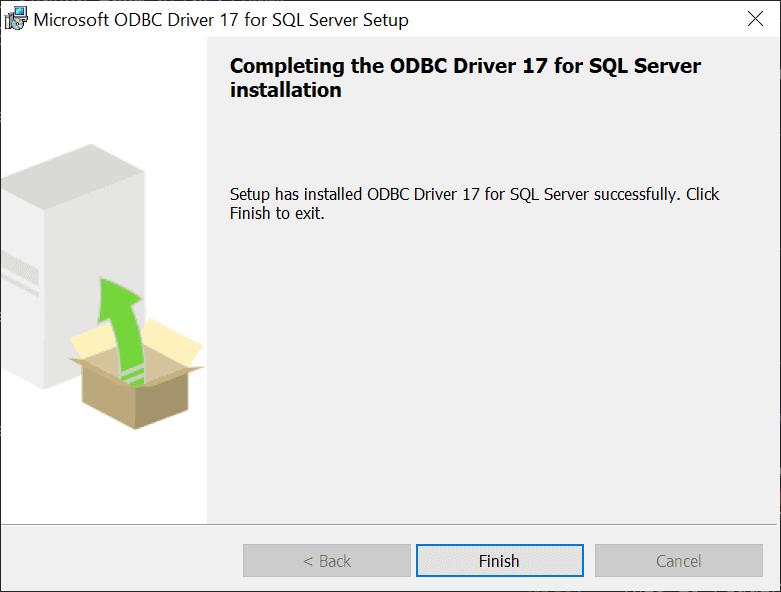 Microsoft ODBC Driver 17 for SQL Server Setup
Completing the ODBC Driver 17 for SQL Server
installation
Setup has installed ODBC Driver 17 for SQL Server successfully. Click
Finish to exit.
< Back
Finish
Cancel